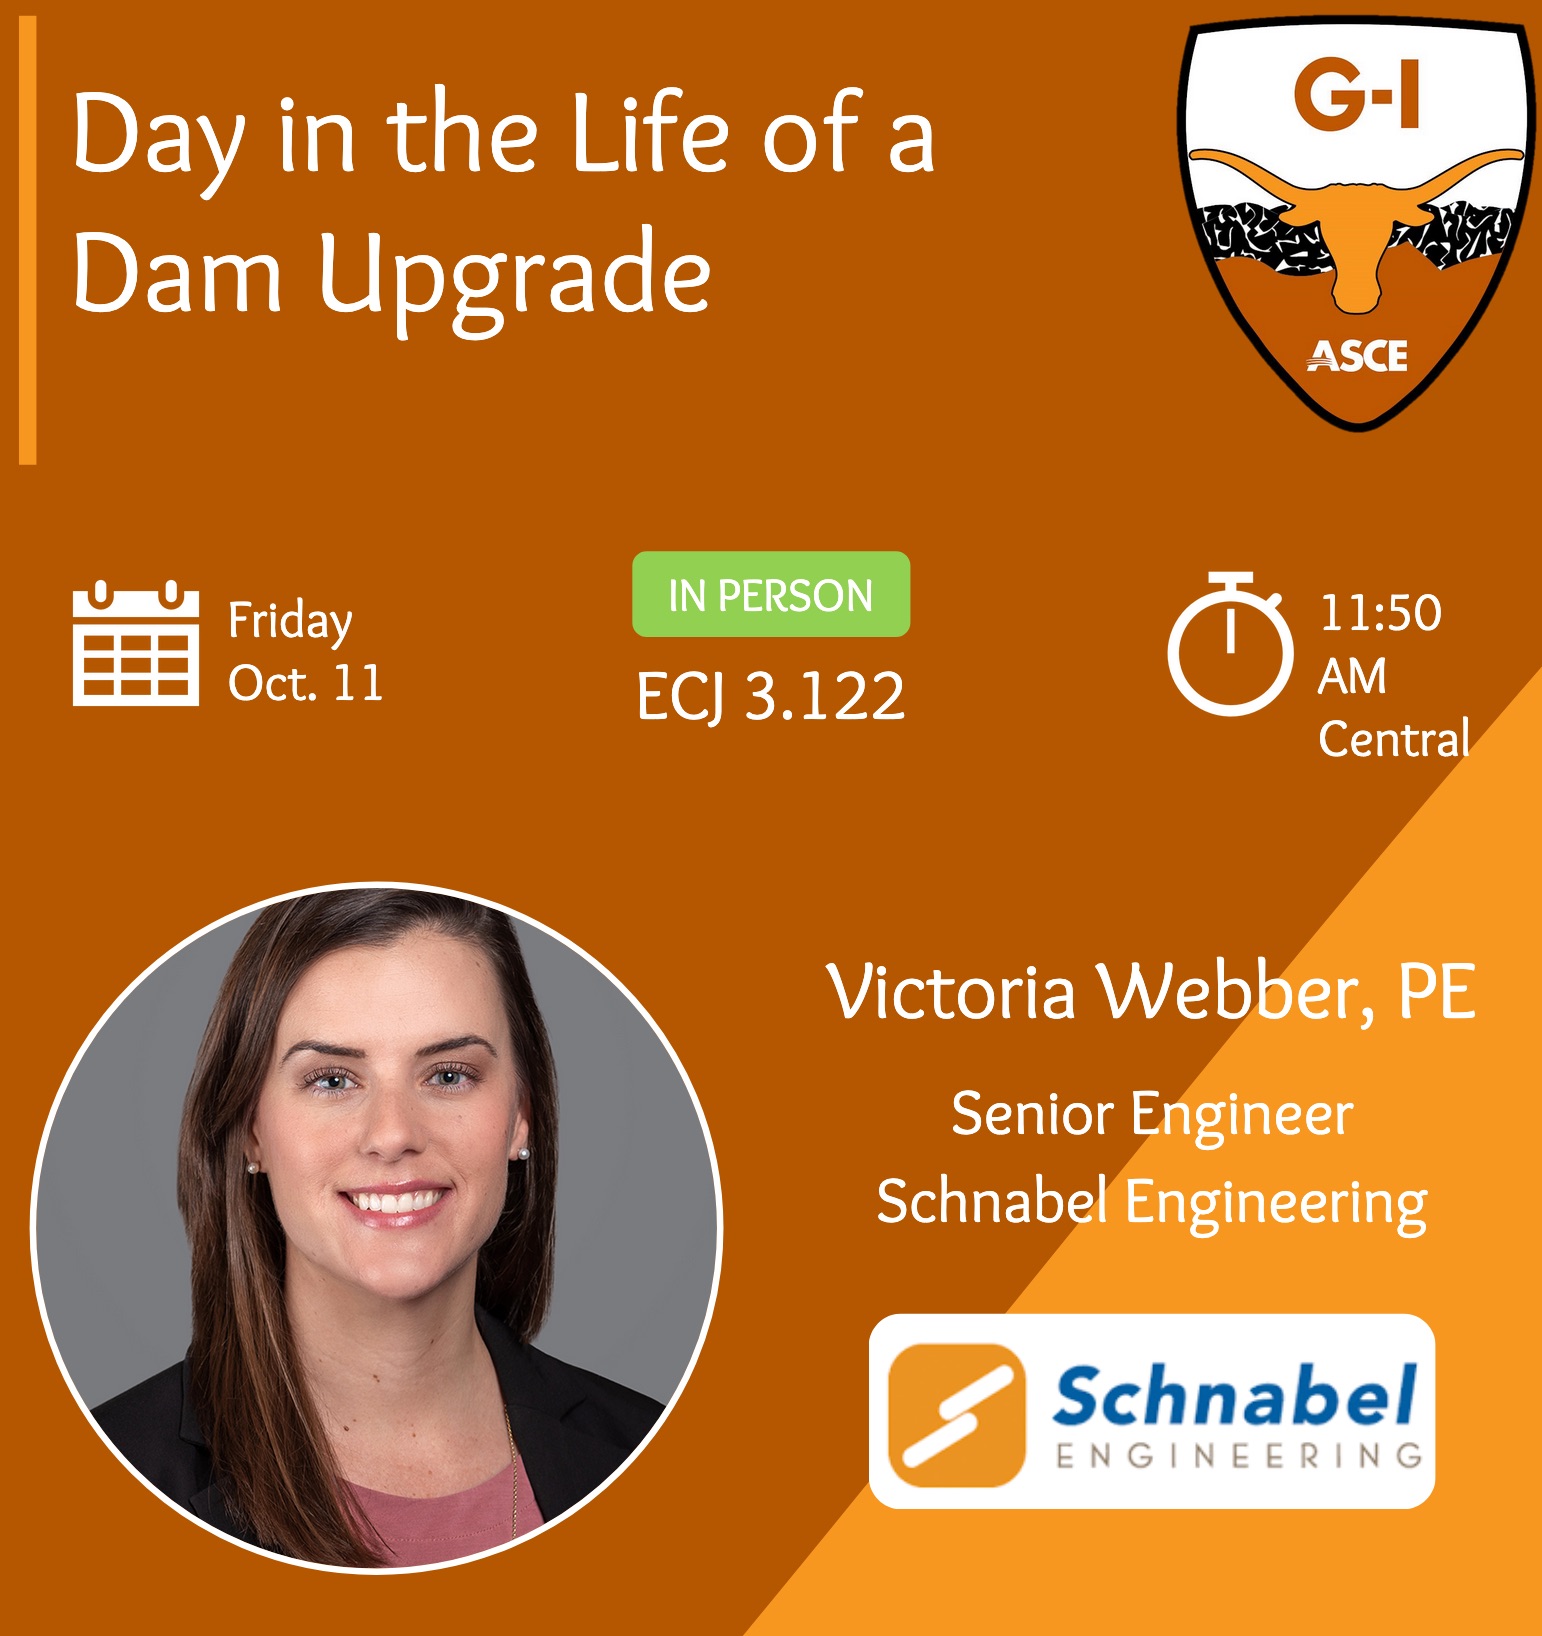 Day in the Life of a
Dam Upgrade
G-I
ASCE
Friday
Oct. 11
IN PERSON
ECJ 3.122
11:50
AM
Central
Victoria Webber, PE
Senior Engineer
Schnabel Engineering
Schnabel
ENGINEERING